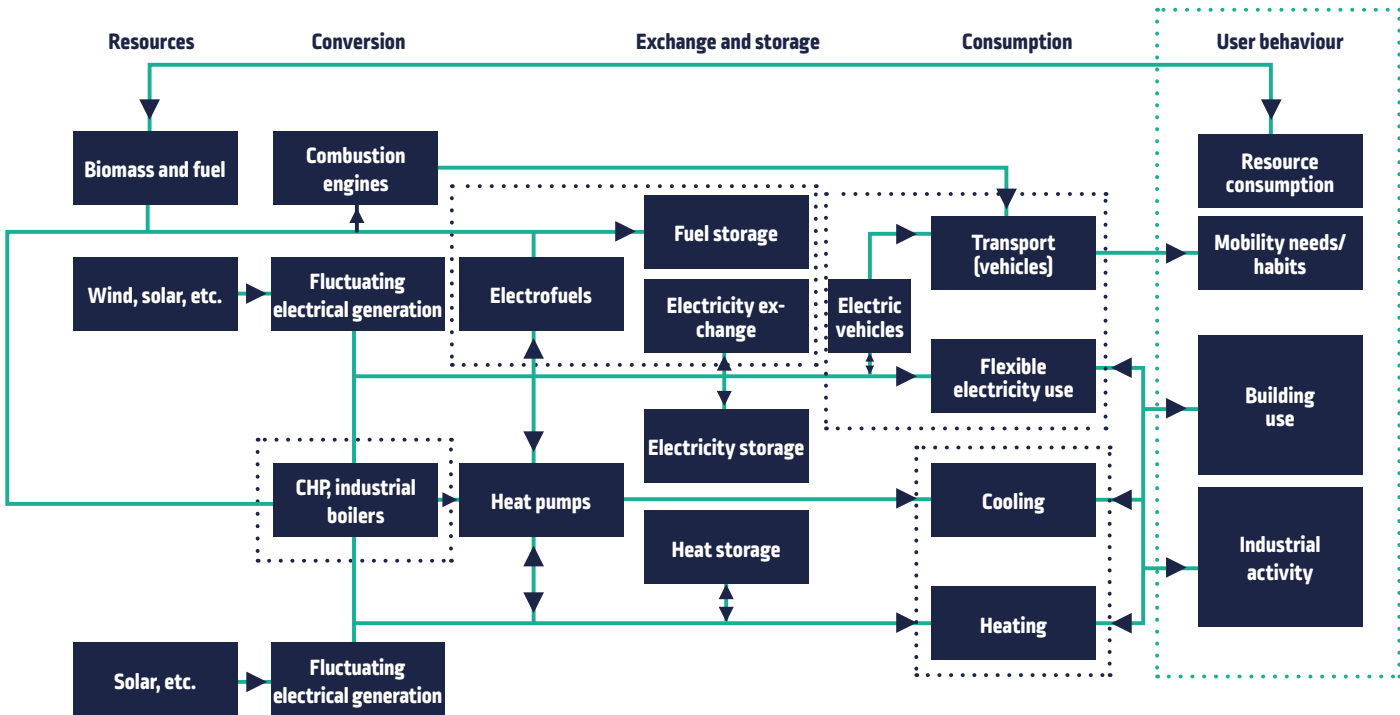 Resources
Conversion
Exchange and storage
Consumption
User behaviour
Biomass and fuel
Combustion
engines
Resource
consumption
Fuel storage
Transport
(vehicles)
Mobility needs/
habits
Wind, solar, etc.
Fluctuating
electrical generation
Electrofuels
Electricity ex-
change
Electric
vehicles
Flexible
electricity use
Building
use
Electricity storage
CHP, industrial
boilers
Heat pumps
Cooling
Heat storage
Industrial
activity
Heating
Solar, etc.
Fluctuating
electrical generation